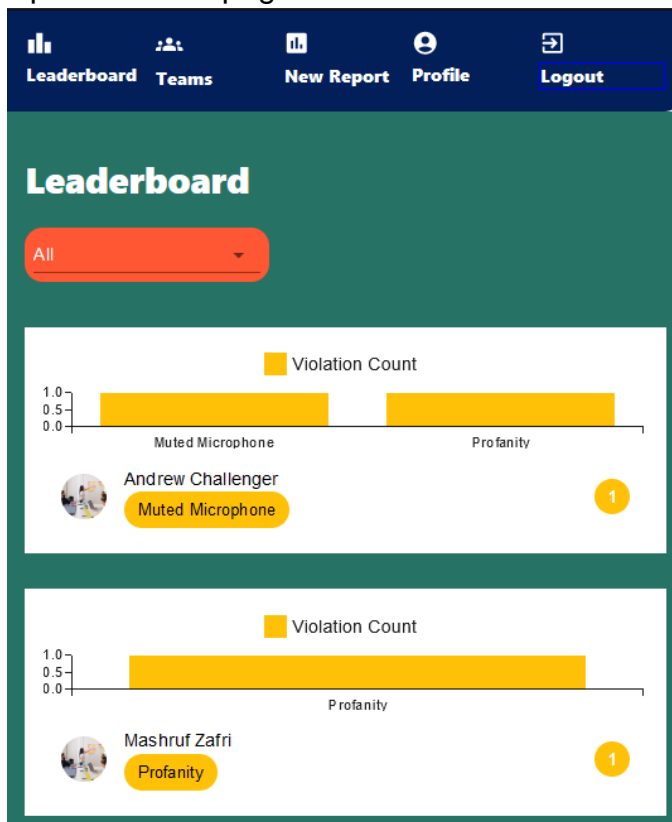 Leaderboard Teams New Report Profile Logout
Leaderboard
All
Violation Count
1.0
0.5
0.0
Muted Microphone Profanity
Andrew Challenger
Muted Microphone
1
Violation Count
1.0
0.5
0.0
Profanity
Mashruf Zafri
Profanity
1